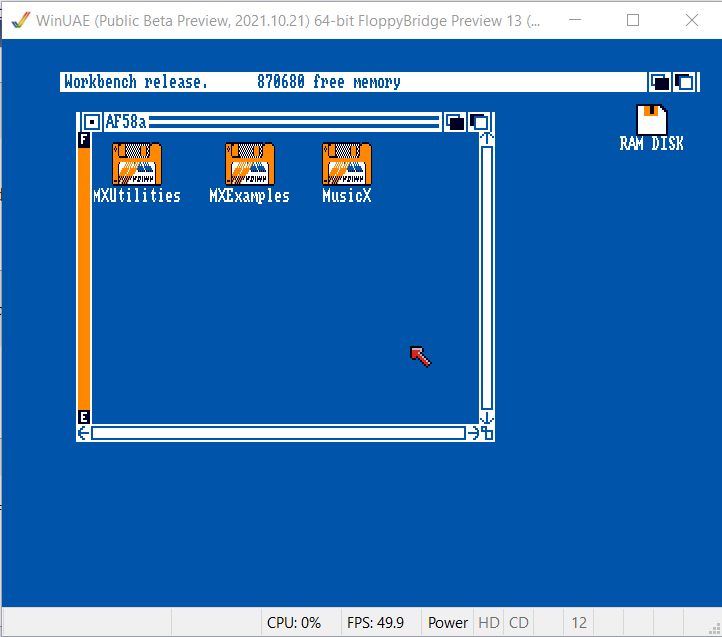 WinUAE (Public Beta Preview, 2021.10.21) 64-bit FloppyBridge Preview 13 (...
Workbench release. 870680 free memory
AF58a
RAM DISK
F
MXUtilities MXExamples MusicX
E
CPU: 0% FPS: 49.9 Power HD CD 12